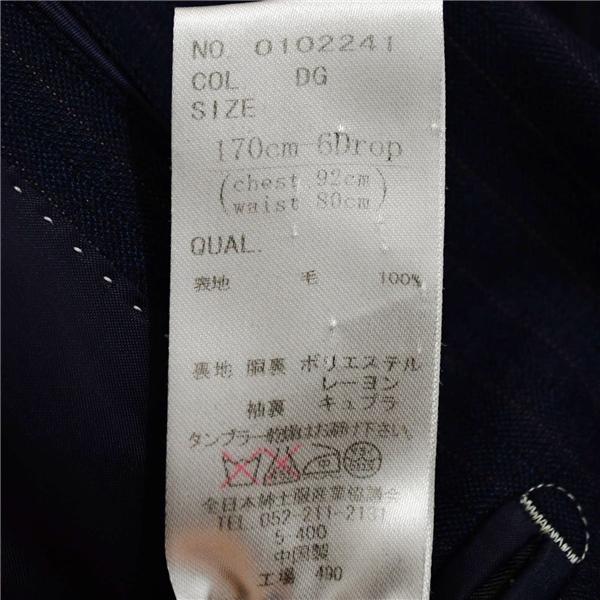 NO. 0102241
COL DG
SIZE
170cm 6Drop
(chest 92cm
waist 80cm)
QUAL.
表地 毛 100%
裏地 胴裏 ポリエステル
レーヨン
袖裏 キュプラ
タンブラー乾燥はお避け下さい。
全日本紳士服産業協議会
TEL 052-211-2131
5 400
中国製
工場 490